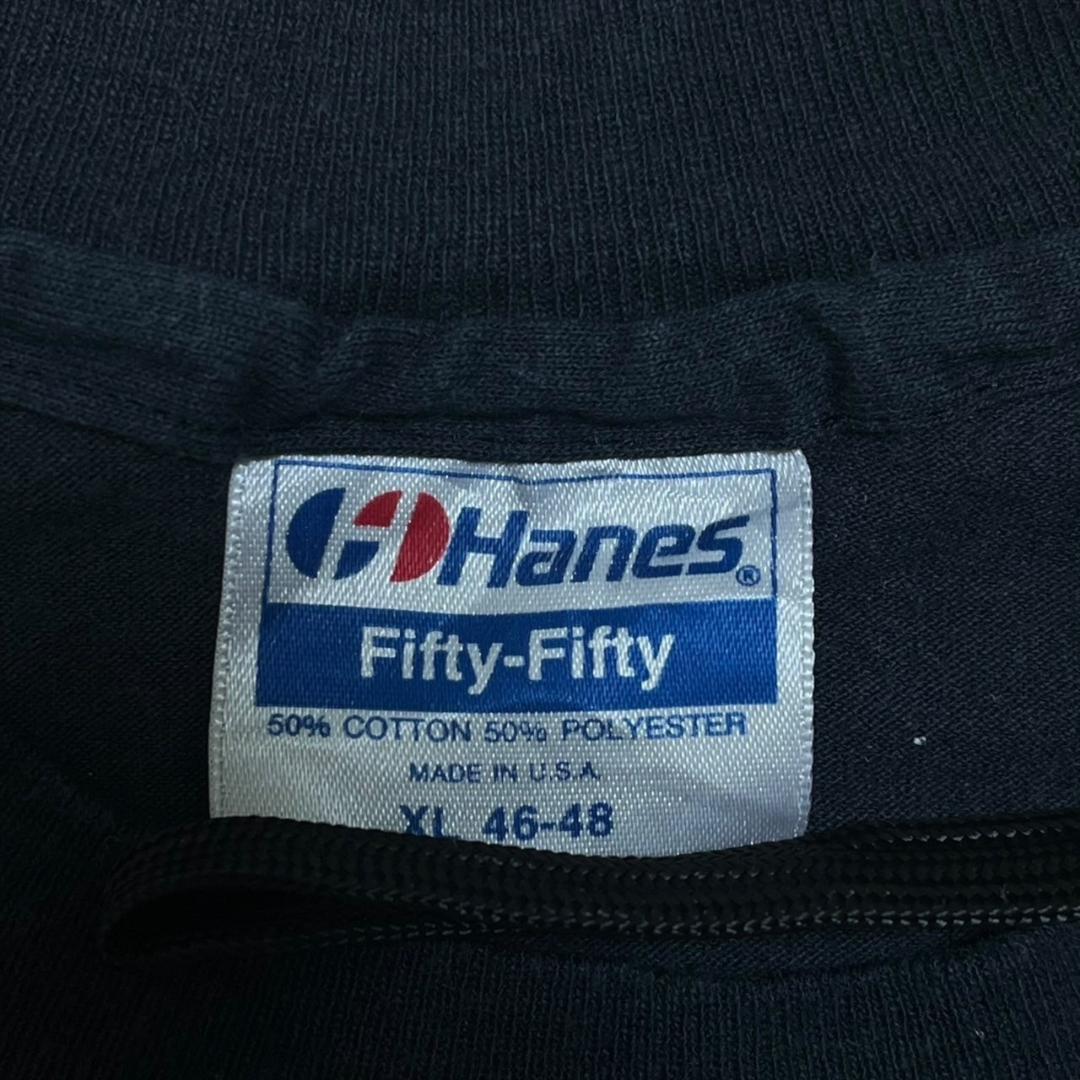 Hanes®
Fifty-Fifty
50% COTTON 50% POLYESTER
MADE IN U.S.A.
XL 46-48